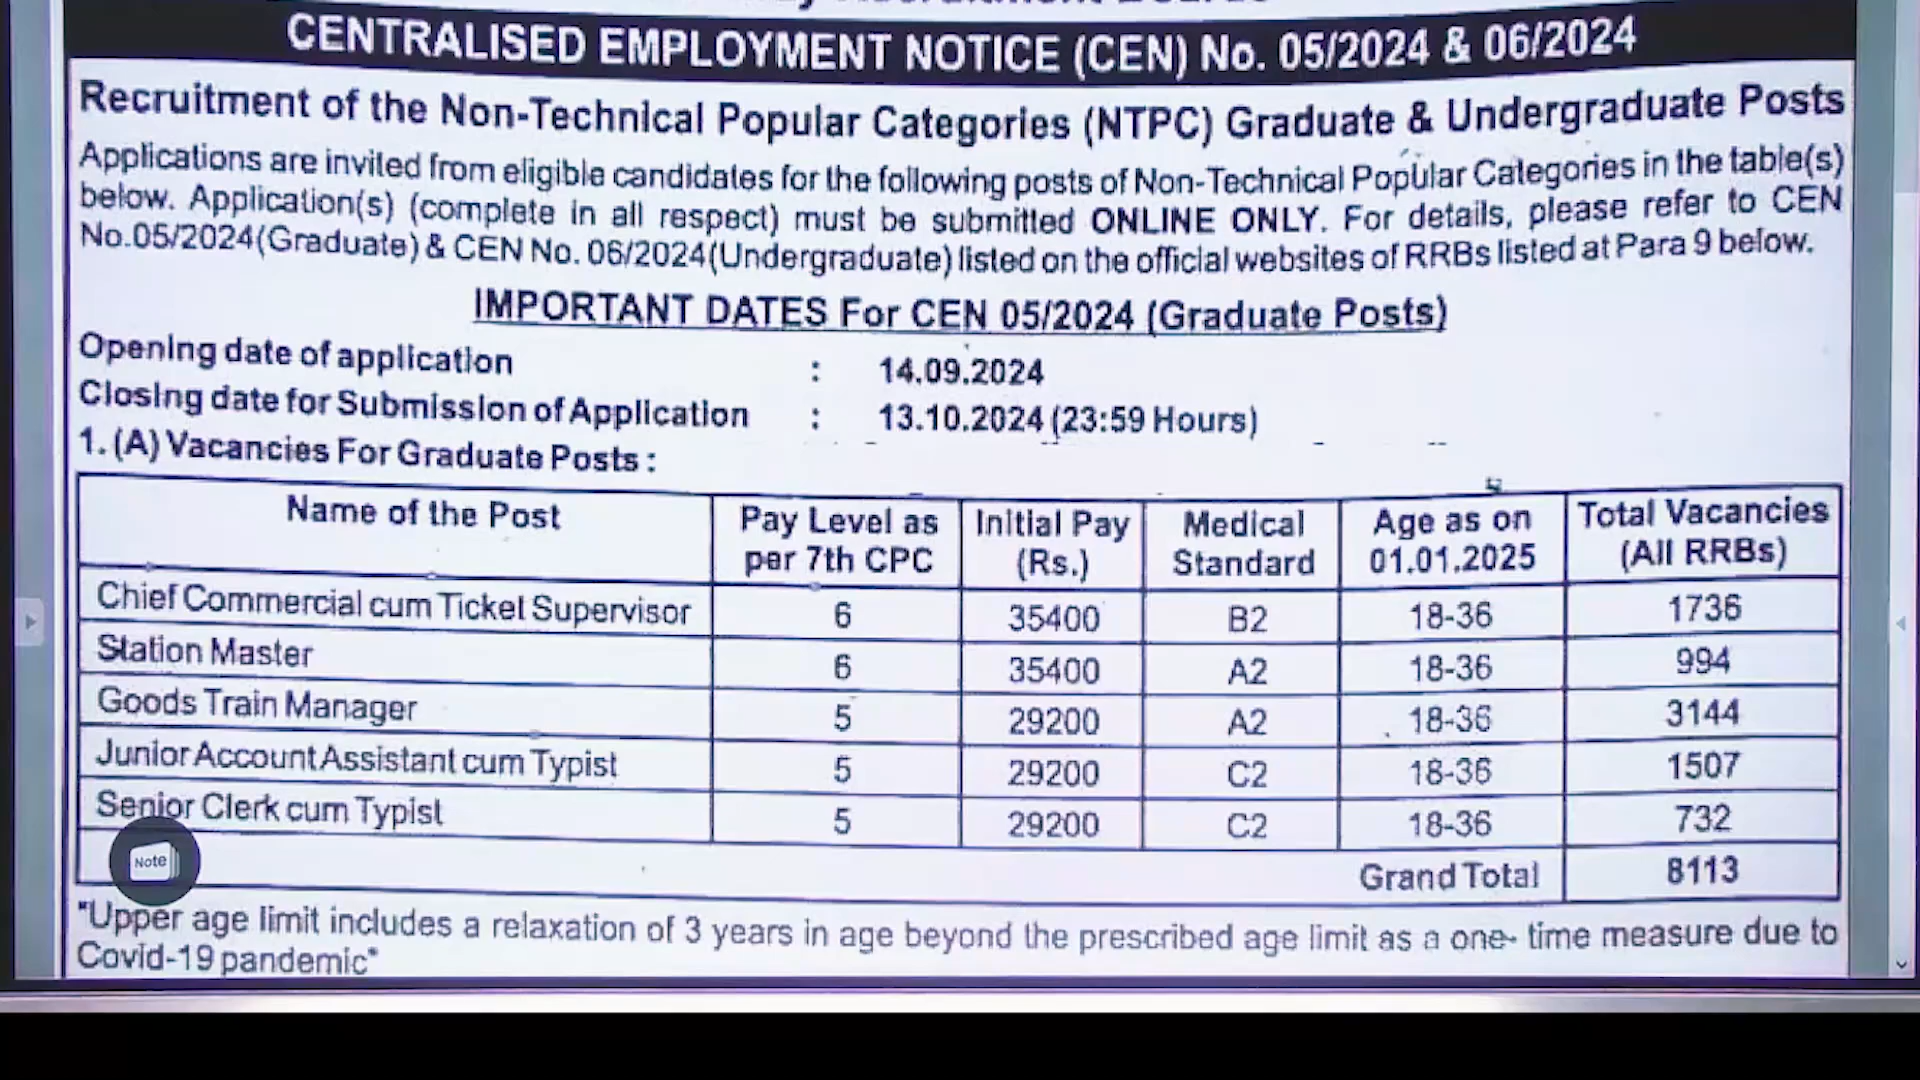 CENTRALISED EMPLOYMENT NOTICE (CEN) No. 05/2024 & 06/2024
Recruitment of the Non-Technical Popular Categories (NTPC) Graduate & Undergraduate Posts
Applications are invited from eligible candidates for the following posts of Non-Technical Popular Categories in the table(s)
below. Application(s) (complete in all respect) must be submitted ONLINE ONLY. For details, please refer to CEN
No.05/2024(Graduate) & CEN No. 06/2024(Undergraduate) listed on the official websites of RRBs listed at Para 9 below.
IMPORTANT DATES For CEN 05/2024 (Graduate Posts)
Opening date of application : 14.09.2024
Closing date for Submission of Application : 13.10.2024 (23:59 Hours)
1. (A) Vacancies For Graduate Posts :
Name of the Post Pay Level as per 7th CPC Initial Pay (Rs.) Medical Standard Age as on 01.01.2025 Total Vacancies (All RRBs)
Chief Commercial cum Ticket Supervisor 6 35400 B2 18-36 1736
Station Master 6 35400 A2 18-36 994
Goods Train Manager 5 29200 A2 18-36 3144
Junior Account Assistant cum Typist 5 29200 C2 18-36 1507
Senior Clerk cum Typist 5 29200 C2 18-36 732
Grand Total 8113
Note
"Upper age limit includes a relaxation of 3 years in age beyond the prescribed age limit as a one- time measure due to
Covid-19 pandemic"